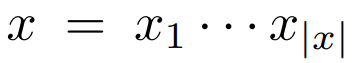 x = x_1 ⋯ x_{|x|}